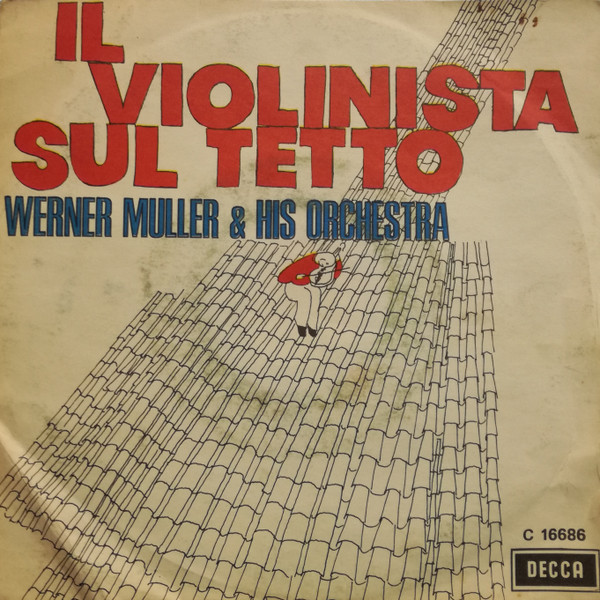 IL
VIOLINISTA
SUL TETTO
WERNER MULLER & HIS ORCHESTRA
C 16686
DECCA